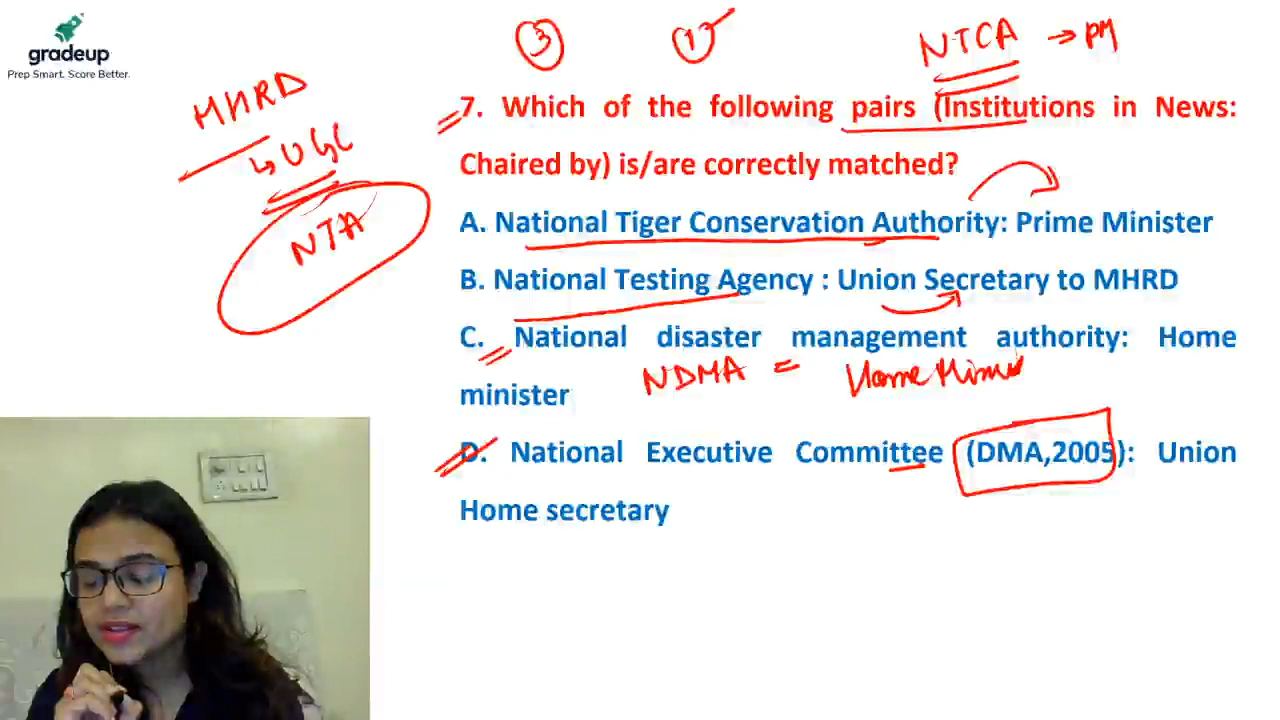 gradeup
Prep Smart. Score Better.
3 1
NTCA → PM
MHRD
↳ UGC
NTA
7. Which of the following pairs (Institutions in News:
Chaired by) is/are correctly matched?
A. National Tiger Conservation Authority: Prime Minister
B. National Testing Agency : Union Secretary to MHRD
C. National disaster management authority: Home
minister
NDMA = Home
D. National Executive Committee (DMA,2005): Union
Home secretary